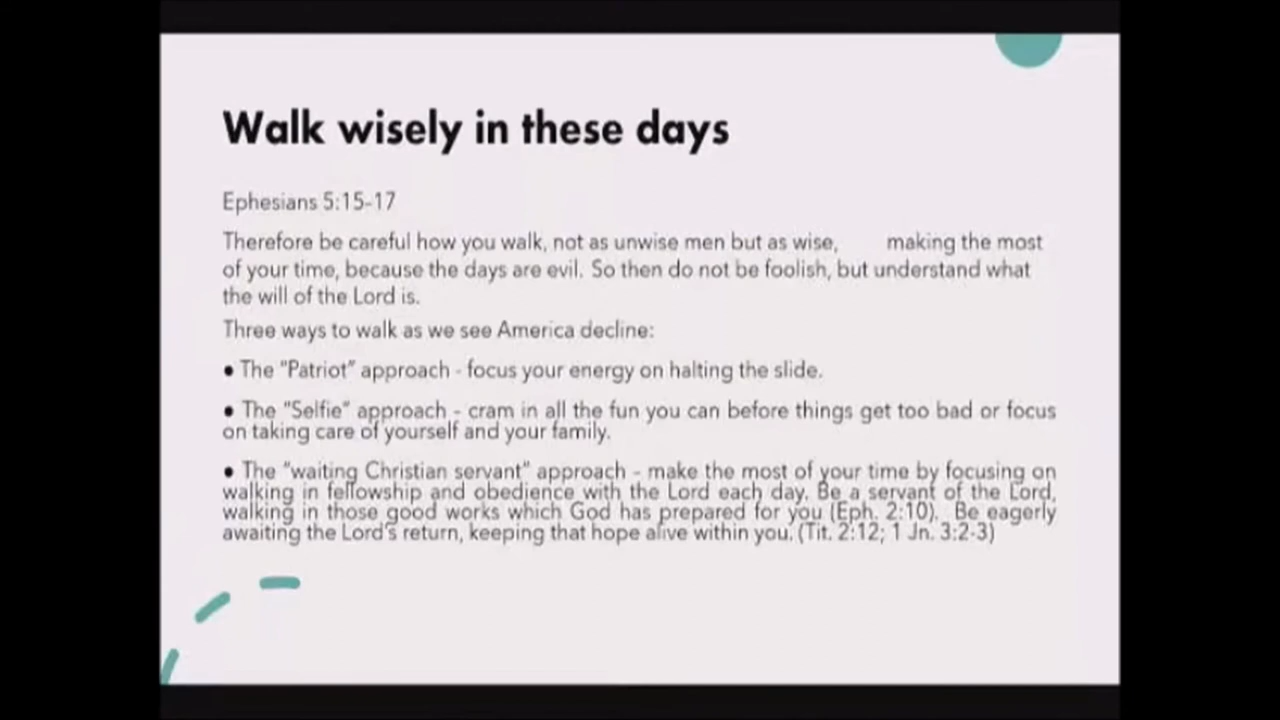 Walk wisely in these days
Ephesians 5:15-17
Therefore be careful how you walk, not as unwise men but as wise, making the most
of your time, because the days are evil. So then do not be foolish, but understand what
the will of the Lord is.
Three ways to walk as we see America decline:
● The "Patriot" approach - focus your energy on halting the slide.
● The "Selfie" approach - cram in all the fun you can before things get too bad or focus
on taking care of yourself and your family.
● The "waiting Christian servant" approach - make the most of your time by focusing on
walking in fellowship and obedience with the Lord each day. Be a servant of the Lord,
walking in those good works which God has prepared for you (Eph. 2:10). Be eagerly
awaiting the Lord's return, keeping that hope alive within you. (Tit. 2:12; 1 Jn. 3:2-3)